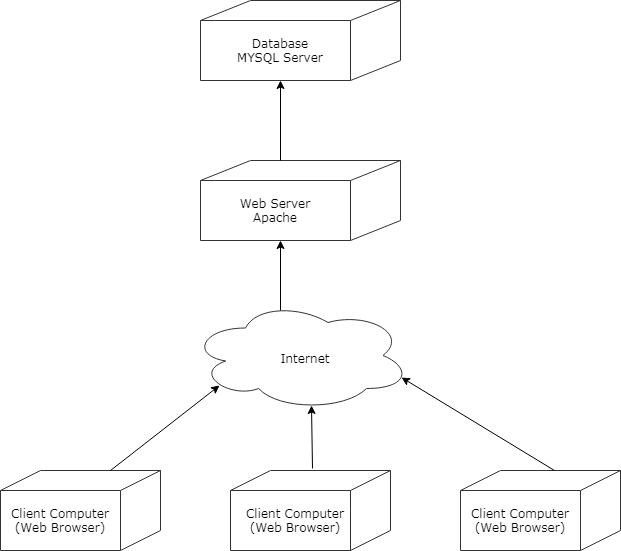 Database
MYSQL Server
Web Server
Apache
Internet
Client Computer
(Web Browser)
Client Computer
(Web Browser)
Client Computer
(Web Browser)